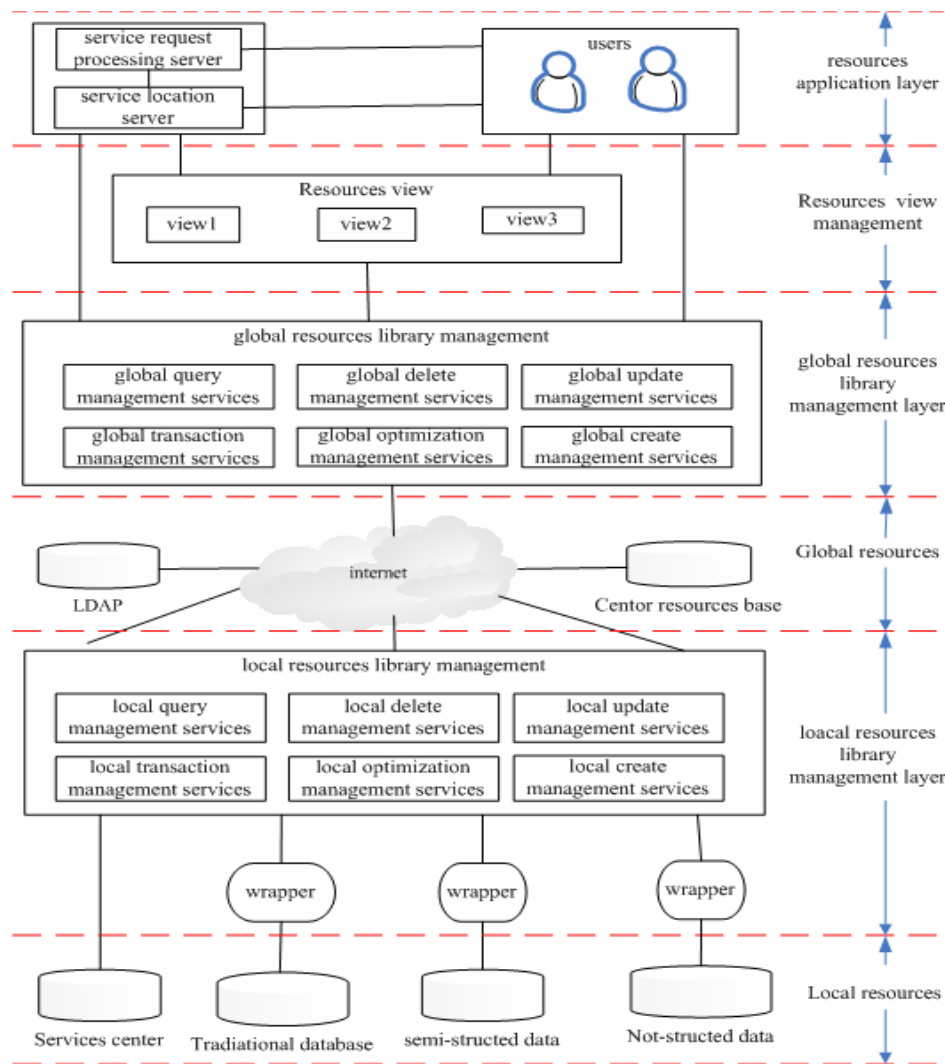 service request
processing server
service location
server
users
resources
application layer
Resources view
view1
view2
view3
Resources view
management
global resources library management
global query
management services
global delete
management services
global update
management services
global transaction
management services
global optimization
management services
global create
management services
global resources
library
management layer
internet
LDAP
Centor resources base
Global resources
local resources library management
local query
management services
local delete
management services
local update
management services
local transaction
management services
local optimization
management services
local create
management services
loacal resources
library
management layer
wrapper
wrapper
wrapper
Services center
Tradiational database
semi-structed data
Not-structed data
Local resources